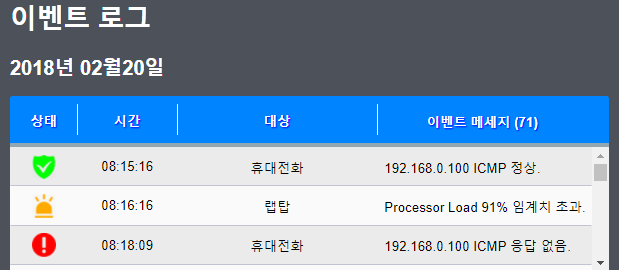 이벤트 로그
2018년 02월20일
상태 시간 대상 이벤트 메세지 (71)
08:15:16 휴대전화 192.168.0.100 ICMP 정상.
08:16:16 랩탑 Processor Load 91% 임계치 초과.
08:18:09 휴대전화 192.168.0.100 ICMP 응답 없음.